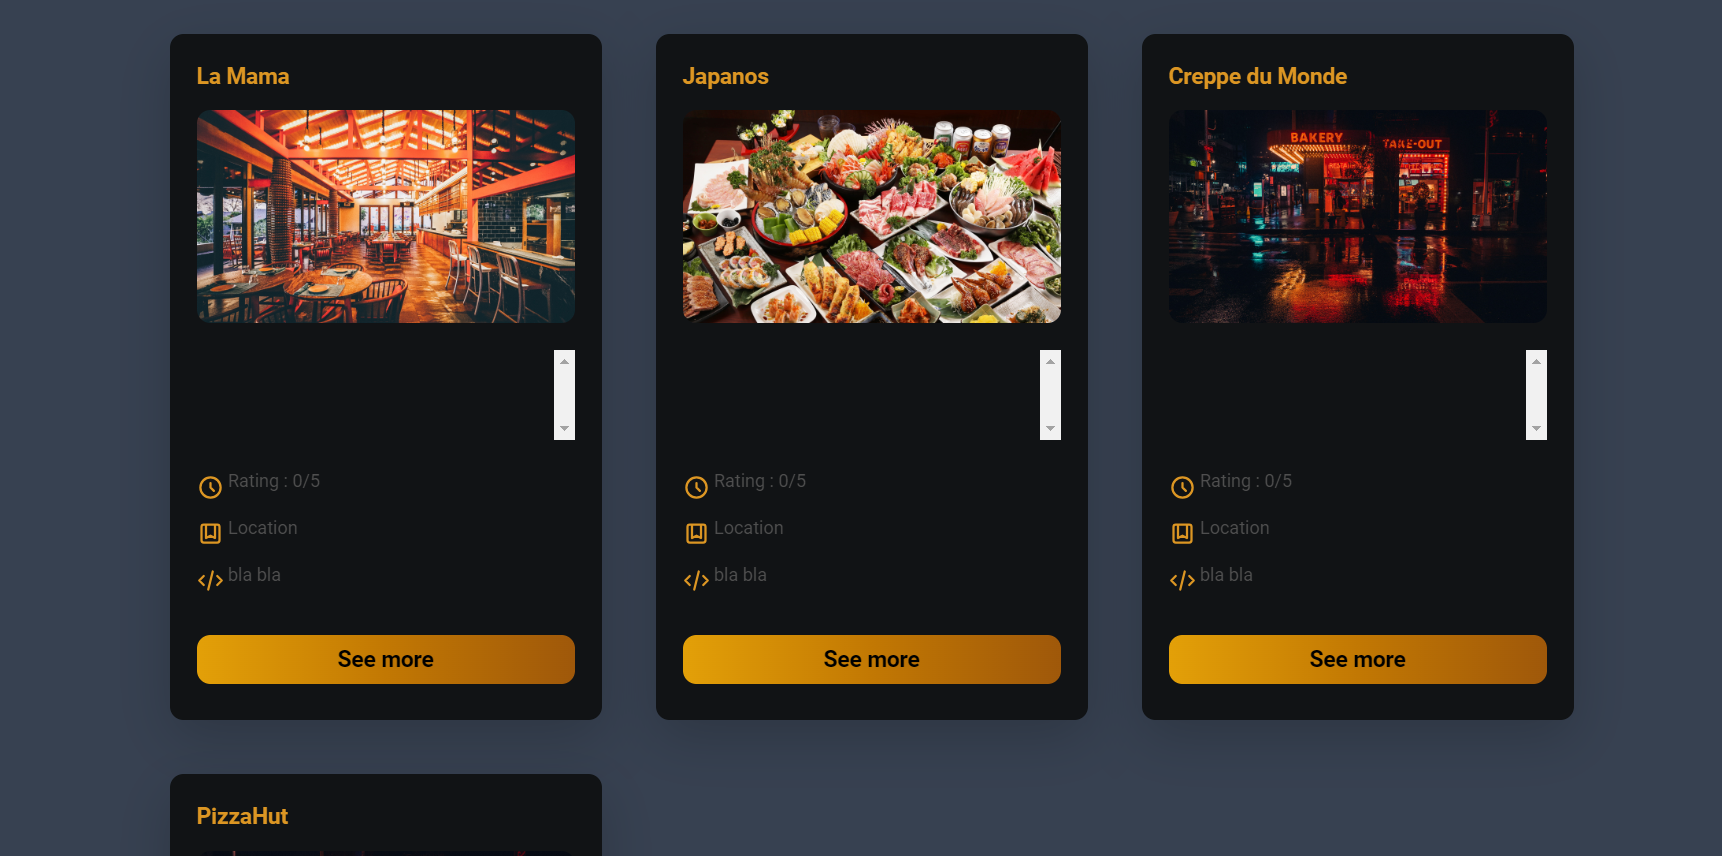 La Mama
Japanos
Creppe du Monde
BAKERY
TAKE-OUT
Rating : 0/5
Location
bla bla
See more
Rating : 0/5
Location
bla bla
See more
Rating : 0/5
Location
bla bla
See more
PizzaHut